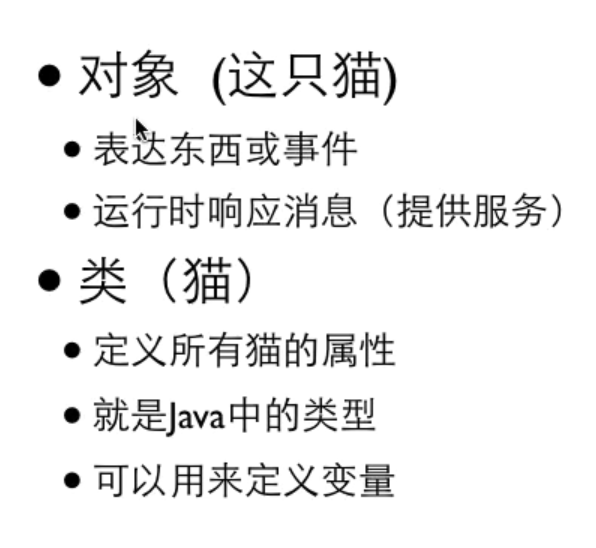 对象 (这只猫)
表达东西或事件
运行时响应消息（提供服务）
类（猫）
定义所有猫的属性
就是Java中的类型
可以用来定义变量